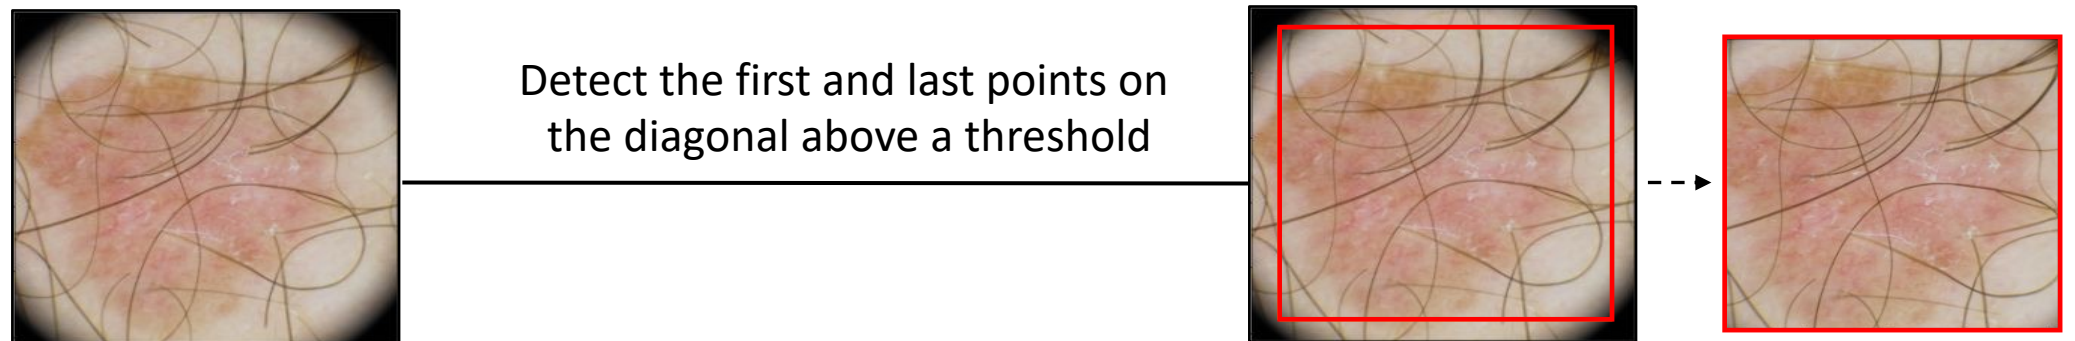 Detect the first and last points on
the diagonal above a threshold